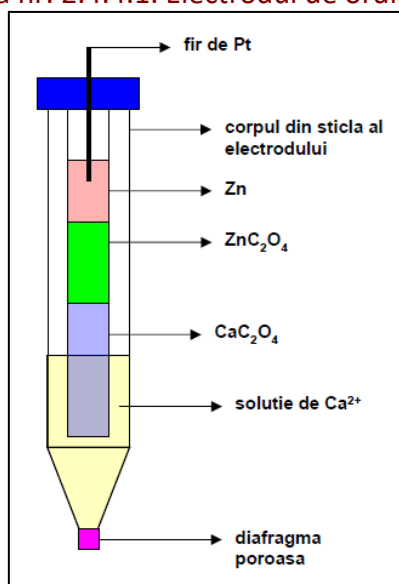 fir de Pt
corpul din sticla al
electrodului
Zn
ZnC₂O₄
CaC₂O₄
solutie de Ca²⁺
diafragma
poroasa